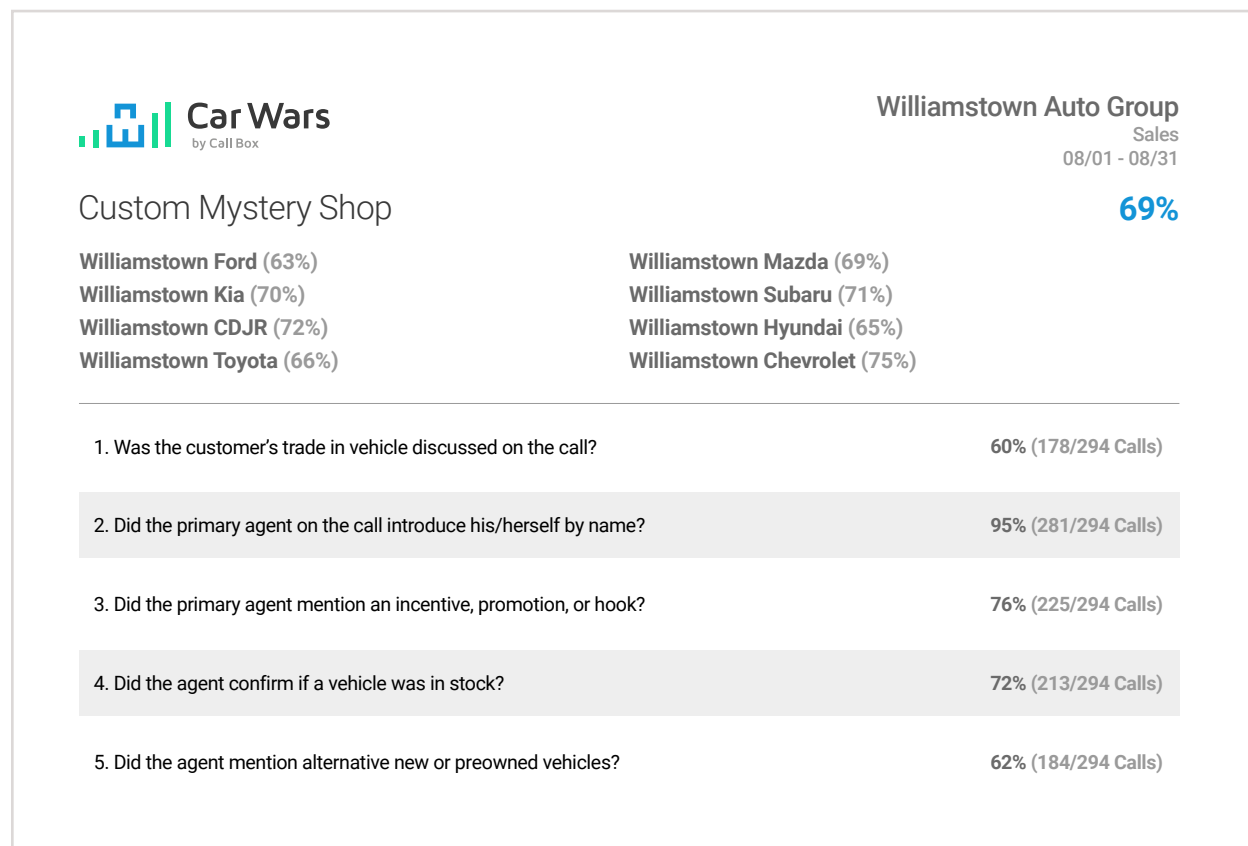 Car Wars
by Call Box
Williamstown Auto Group
Sales
08/01 - 08/31
Custom Mystery Shop
69%
Williamstown Ford (63%)
Williamstown Kia (70%)
Williamstown CDJR (72%)
Williamstown Toyota (66%)
Williamstown Mazda (69%)
Williamstown Subaru (71%)
Williamstown Hyundai (65%)
Williamstown Chevrolet (75%)
1. Was the customer’s trade in vehicle discussed on the call? 60% (178/294 Calls)
2. Did the primary agent on the call introduce his/herself by name? 95% (281/294 Calls)
3. Did the primary agent mention an incentive, promotion, or hook? 76% (225/294 Calls)
4. Did the agent confirm if a vehicle was in stock? 72% (213/294 Calls)
5. Did the agent mention alternative new or preowned vehicles? 62% (184/294 Calls)